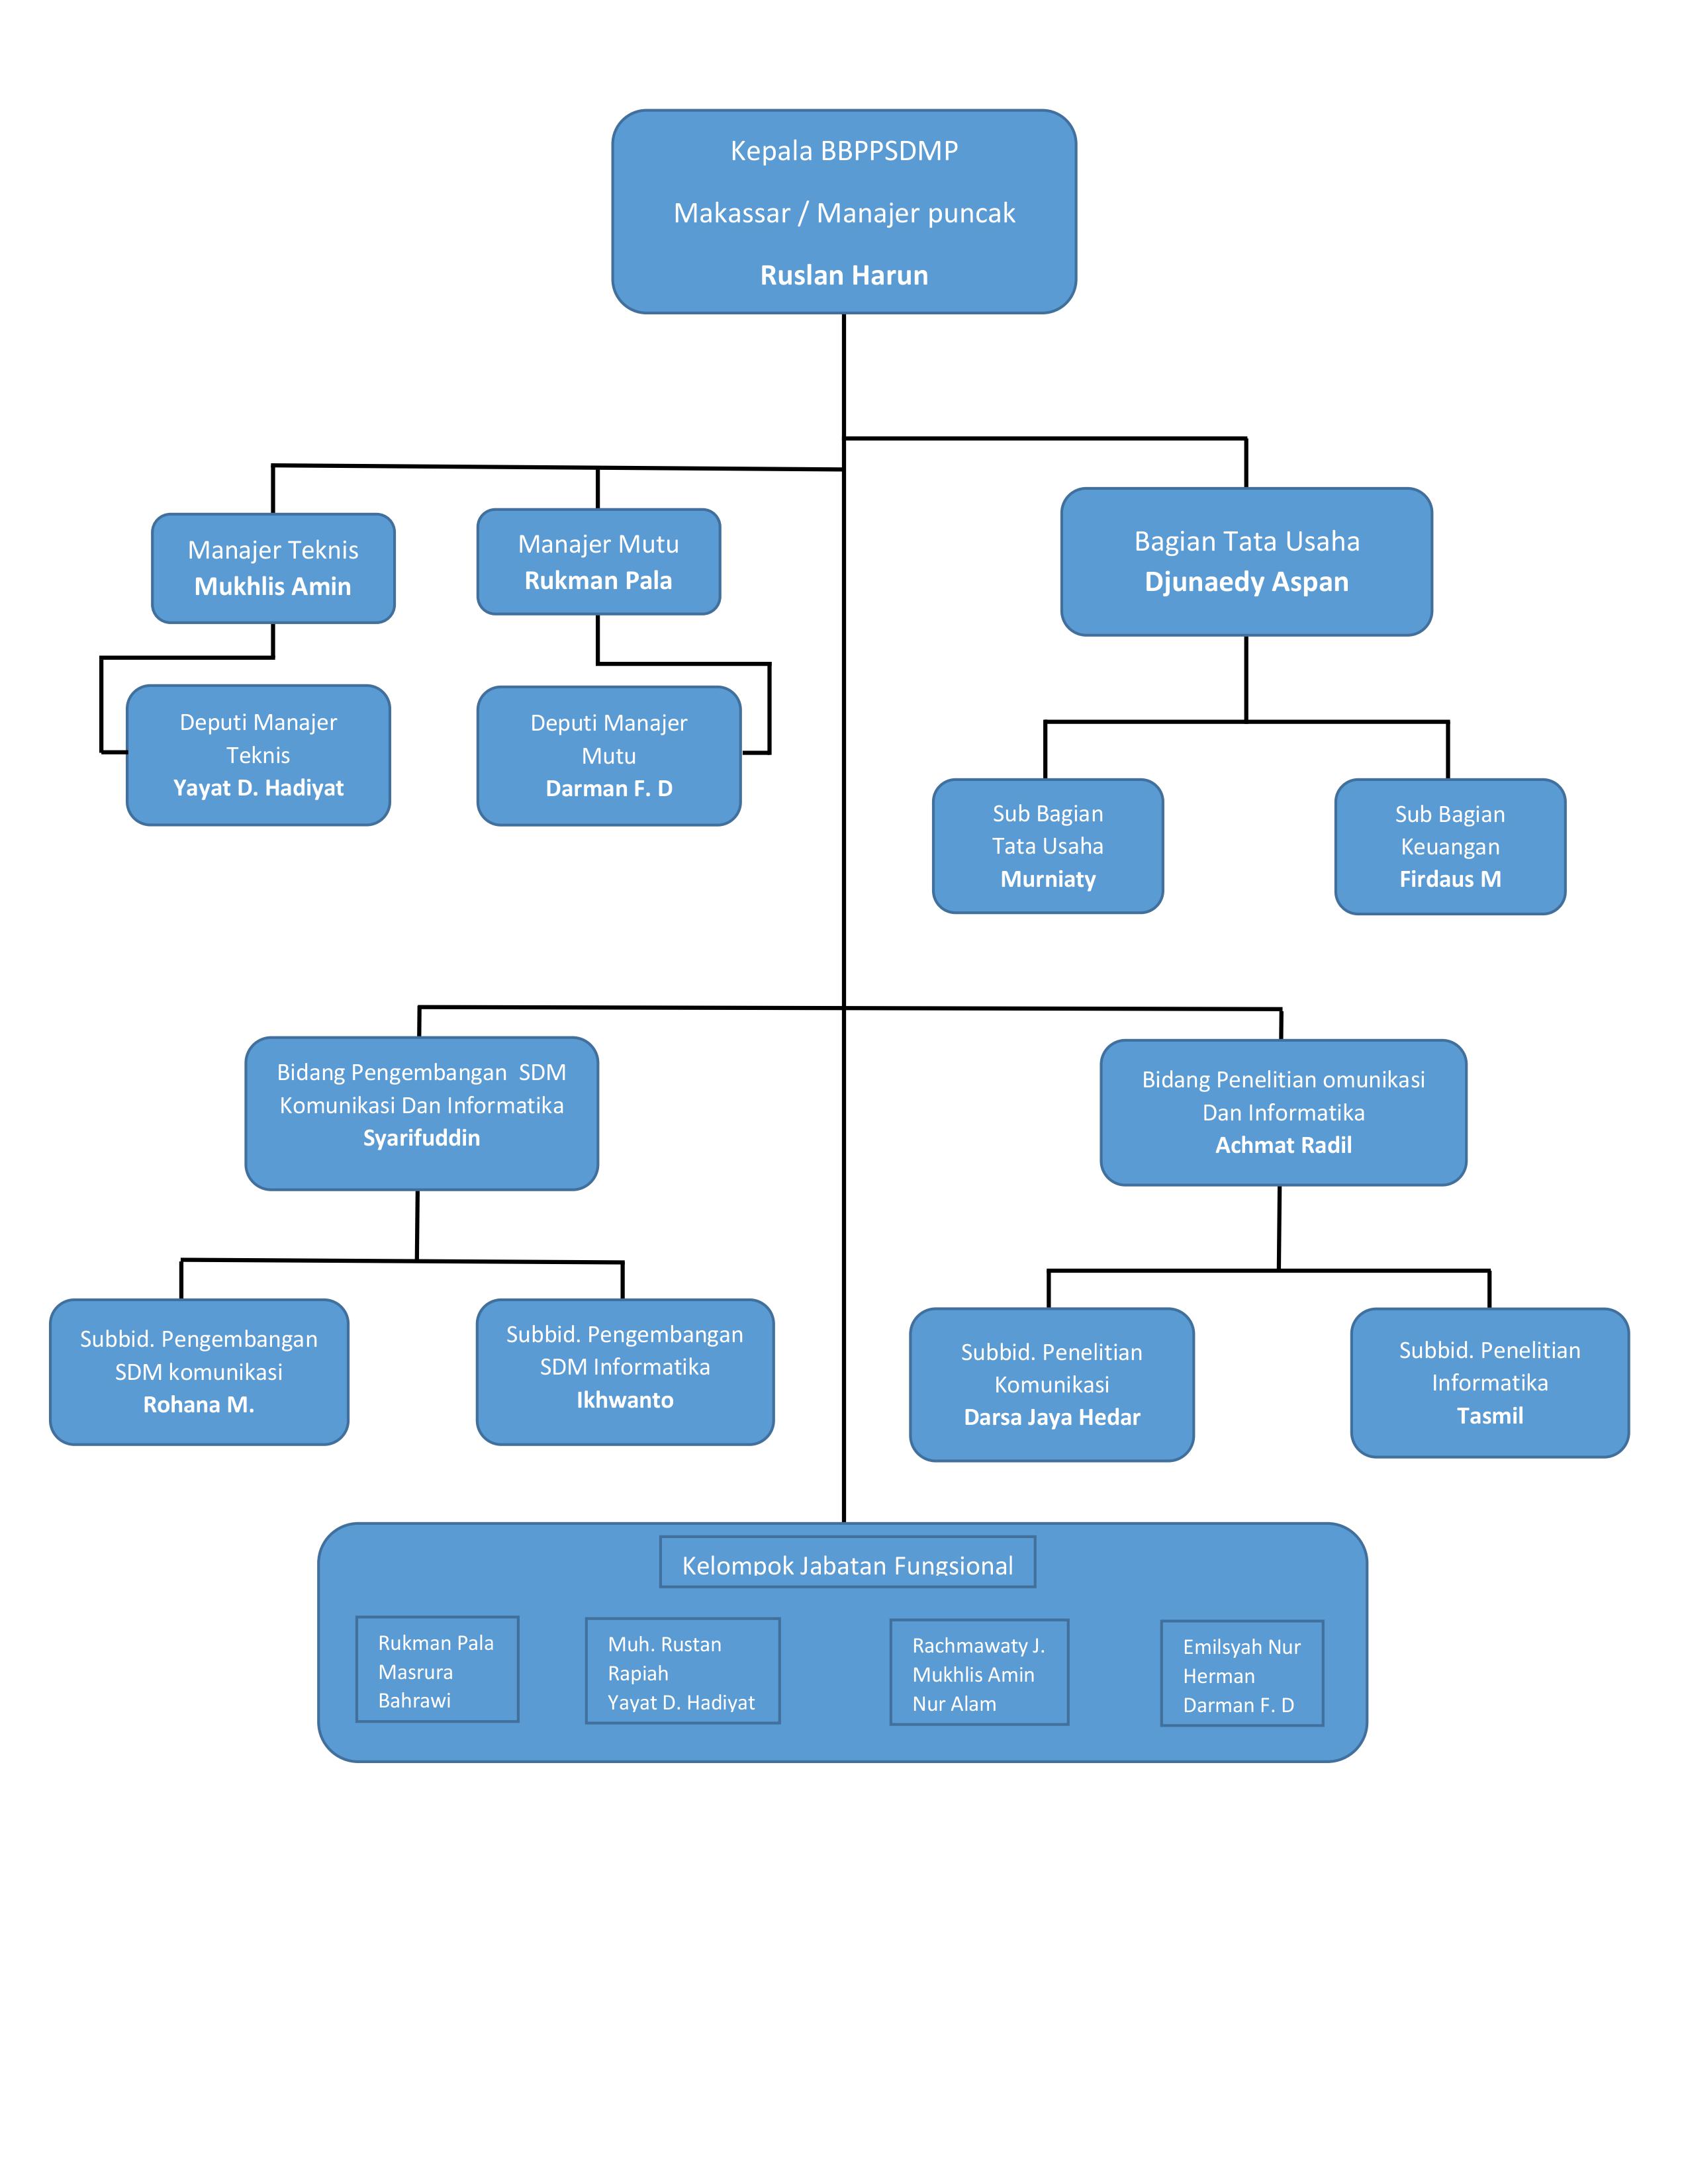 Kepala BBPPSDMP
Makassar / Manajer puncak
Ruslan Harun
Manajer Teknis
Mukhlis Amin
Manajer Mutu
Rukman Pala
Bagian Tata Usaha
Djunaedy Aspan
Deputi Manajer
Teknis
Yayat D. Hadiyat
Deputi Manajer
Mutu
Darman F. D
Sub Bagian
Tata Usaha
Murniaty
Sub Bagian
Keuangan
Firdaus M
Bidang Pengembangan  SDM
Komunikasi Dan Informatika
Syarifuddin
Bidang Penelitian omunikasi
Dan Informatika
Achmat Radil
Subbid. Pengembangan
SDM komunikasi
Rohana M.
Subbid. Pengembangan
SDM Informatika
Ikhwanto
Subbid. Penelitian
Komunikasi
Darsa Jaya Hedar
Subbid. Penelitian
Informatika
Tasmil
Kelompok Jabatan Fungsional
Rukman Pala
Masrura
Bahrawi
Muh. Rustan
Rapiah
Yayat D. Hadiyat
Rachmawaty J.
Mukhlis Amin
Nur Alam
Emilsyah Nur
Herman
Darman F. D